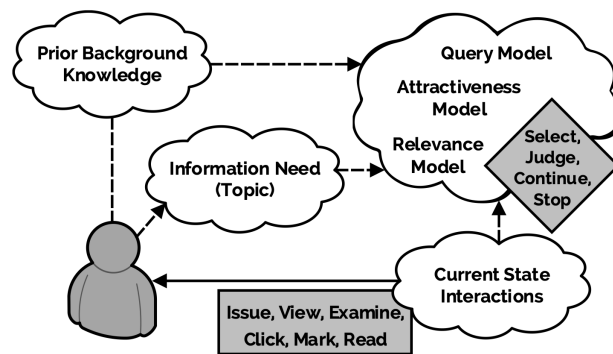 Prior Background
Knowledge
Query Model
Attractiveness
Model
Relevance
Model
Select,
Judge,
Continue,
Stop
Information Need
(Topic)
Current State
Interactions
Issue, View, Examine,
Click, Mark, Read